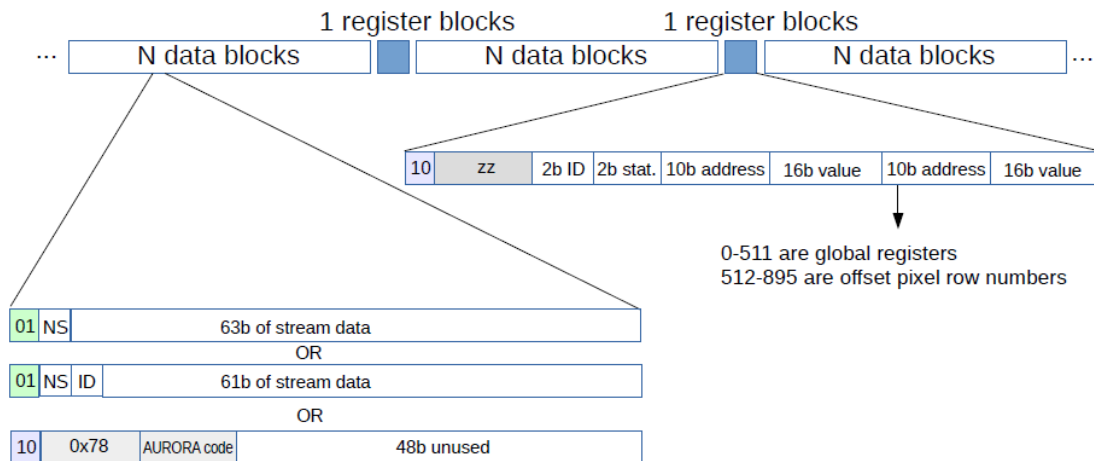 1 register blocks 1 register blocks
... N data blocks N data blocks N data blocks ...
10 zz 2b ID 2b stat. 10b address 16b value 10b address 16b value
0-511 are global registers
512-895 are offset pixel row numbers
01 NS 63b of stream data
OR
01 NS ID 61b of stream data
OR
10 0x78 AURORA code 48b unused